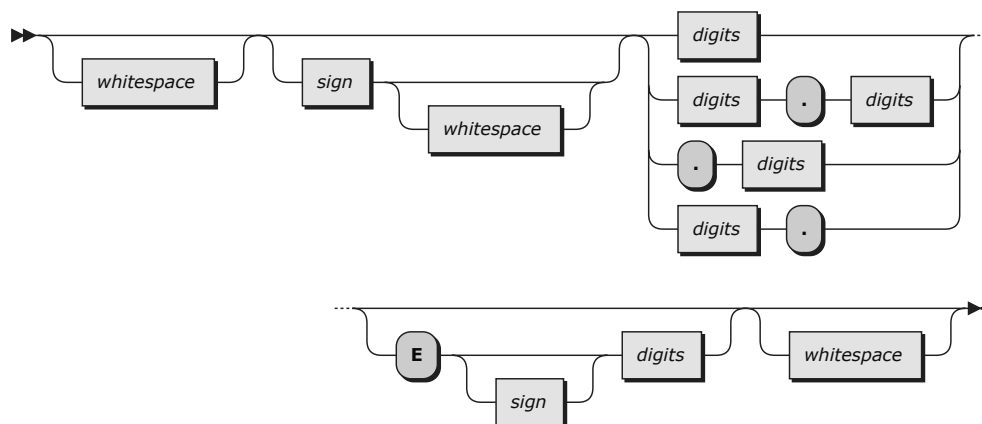 digits
whitespace sign digits . digits
whitespace
. digits
digits .
E digits whitespace
sign